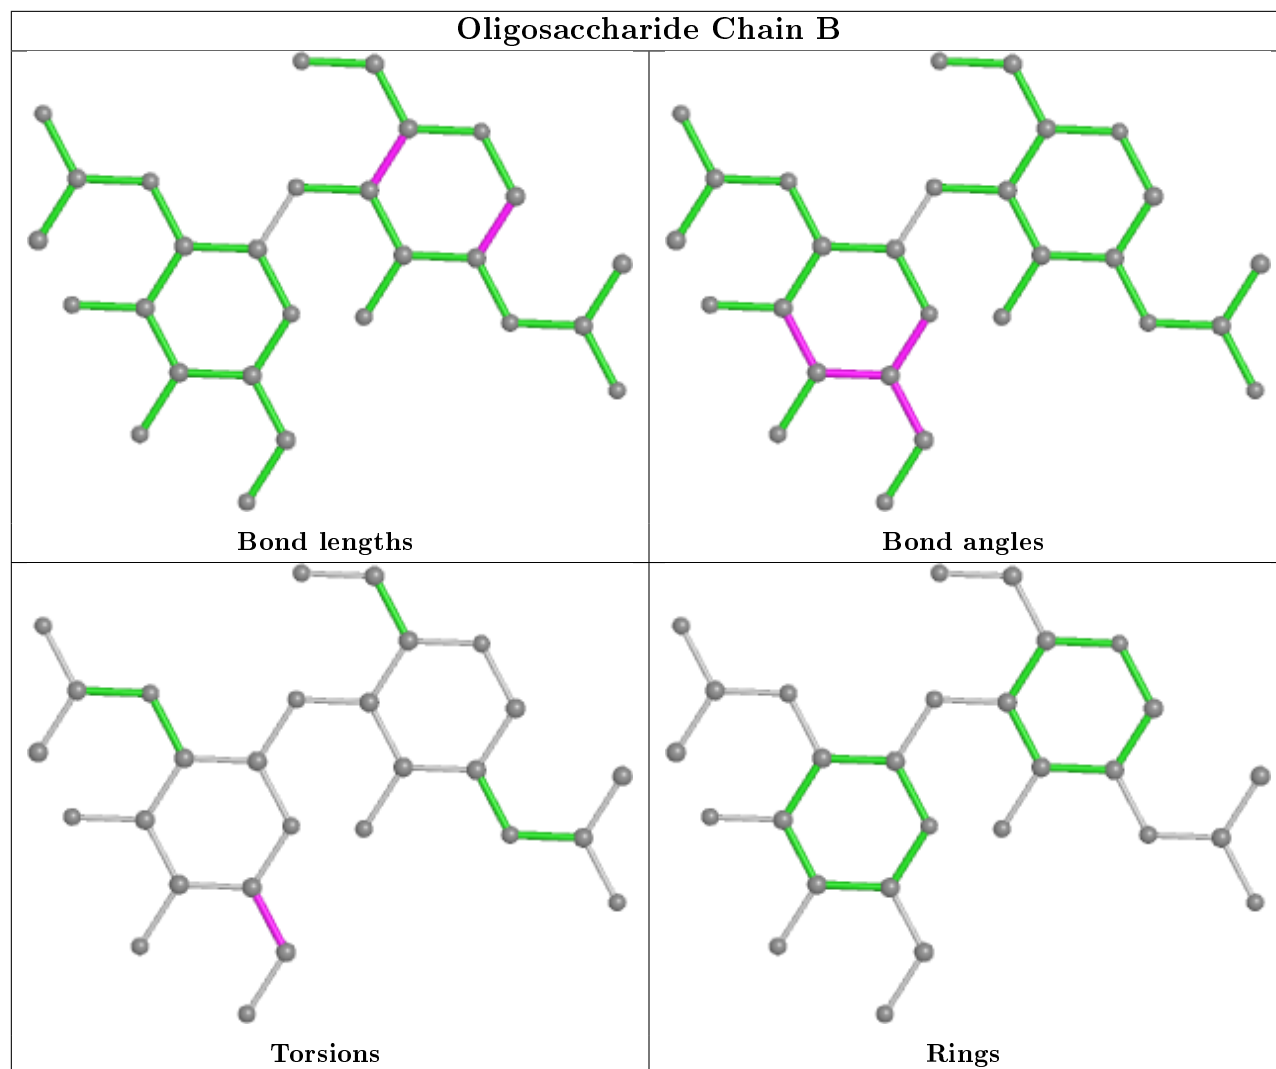 Oligosaccharide Chain B
Bond lengths
Bond angles
Torsions
Rings